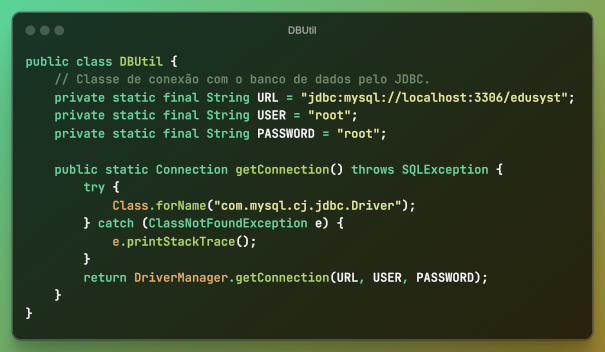 DBUtil
public class DBUtil {
    // Classe de conexão com o banco de dados pelo JDBC.
    private static final String URL = "jdbc:mysql://localhost:3306/edusyst";
    private static final String USER = "root";
    private static final String PASSWORD = "root";

    public static Connection getConnection() throws SQLException {
        try {
            Class.forName("com.mysql.cj.jdbc.Driver");
        } catch (ClassNotFoundException e) {
            e.printStackTrace();
        }
        return DriverManager.getConnection(URL, USER, PASSWORD);
    }
}